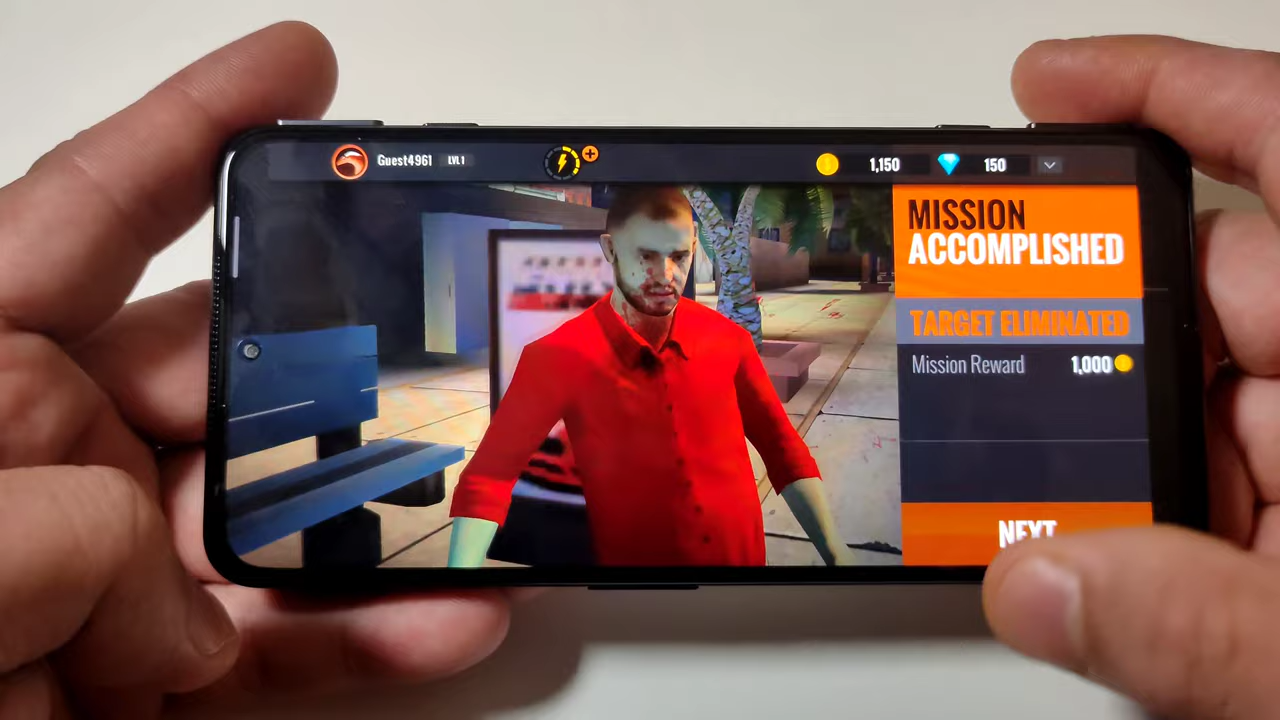 Guest4961 LVL 1
1,150 150
MISSION
ACCOMPLISHED
TARGET ELIMINATED
Mission Reward 1,000
NEXT